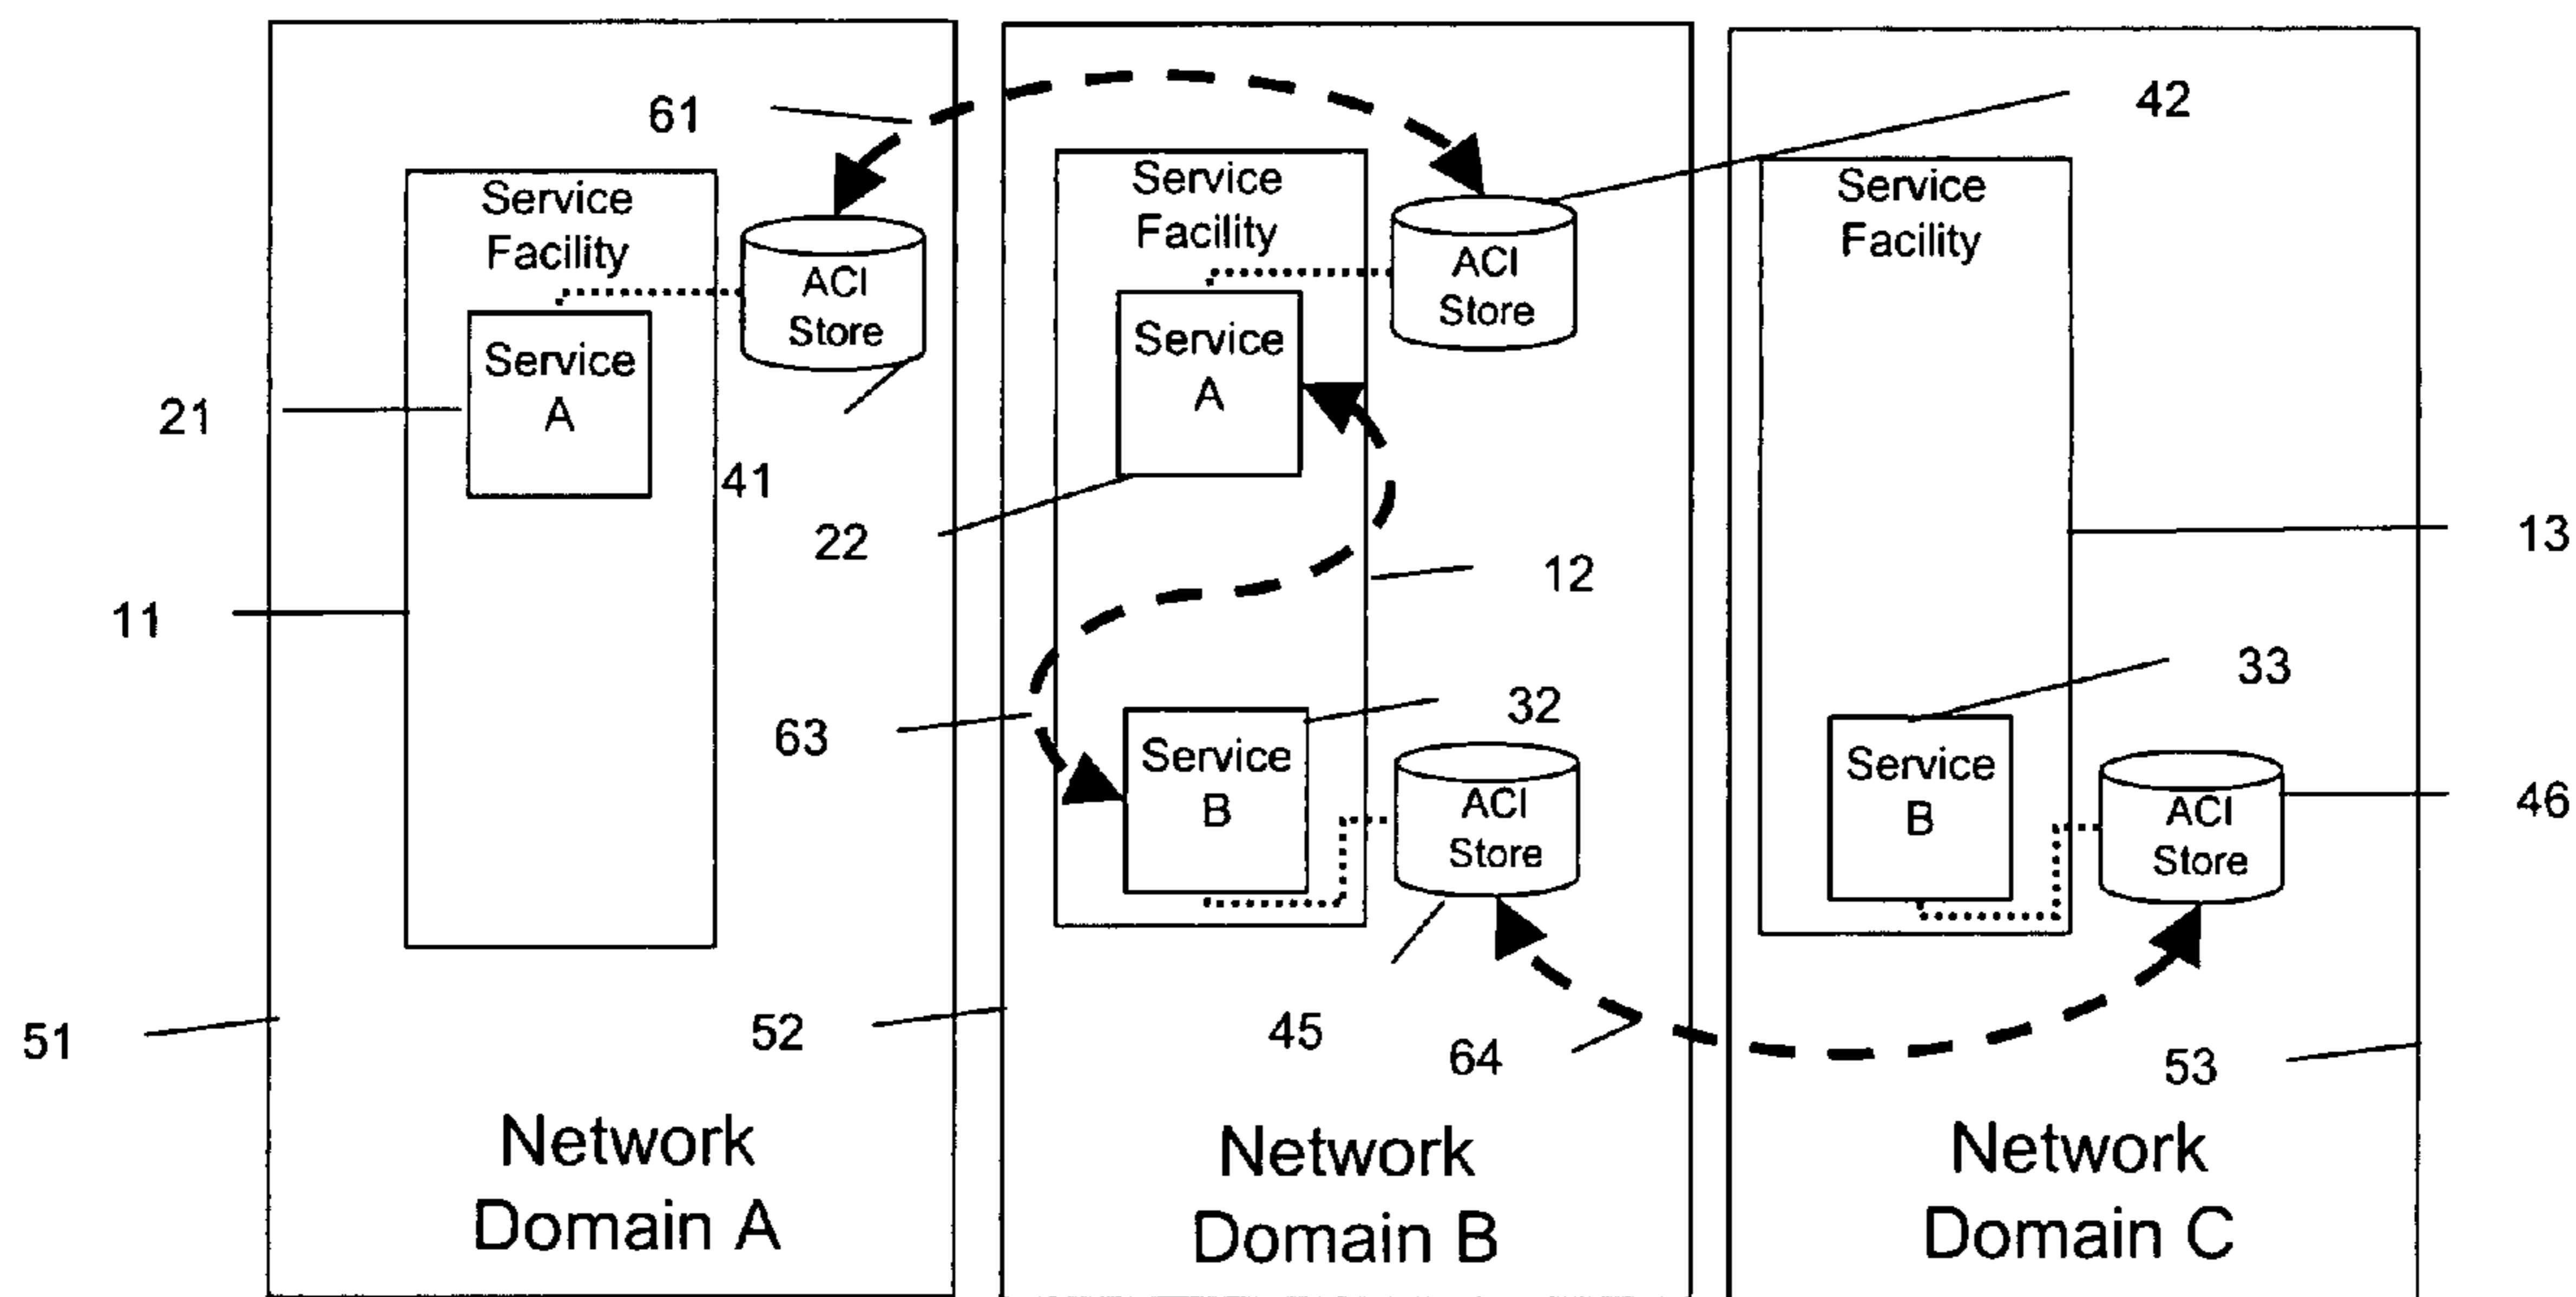 61
42
Service
Facility
Service
Facility
Service
Facility
ACI
Store
ACI
Store
Service
A
Service
A
21
41
22
12
13
11
33
63
32
Service
B
ACI
Store
Service
B
ACI
Store
46
51
52
45
64
53
Network
Domain A
Network
Domain B
Network
Domain C